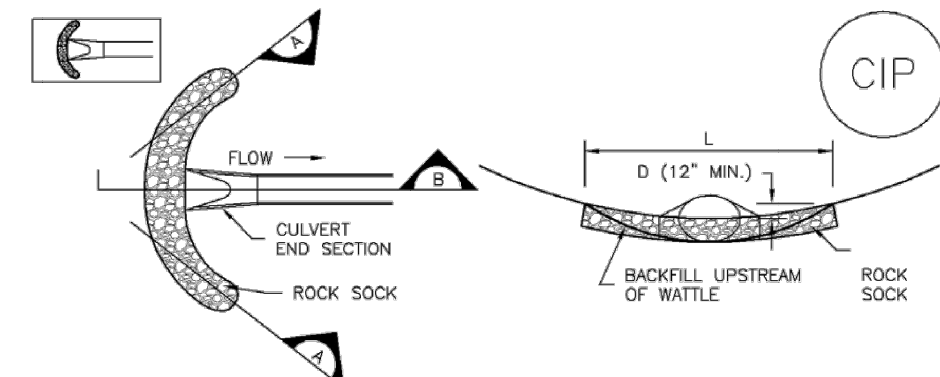 A
FLOW
B
CULVERT
END SECTION
ROCK SOCK
A
CIP
L
D (12" MIN.)
BACKFILL UPSTREAM
OF WATTLE
ROCK
SOCK